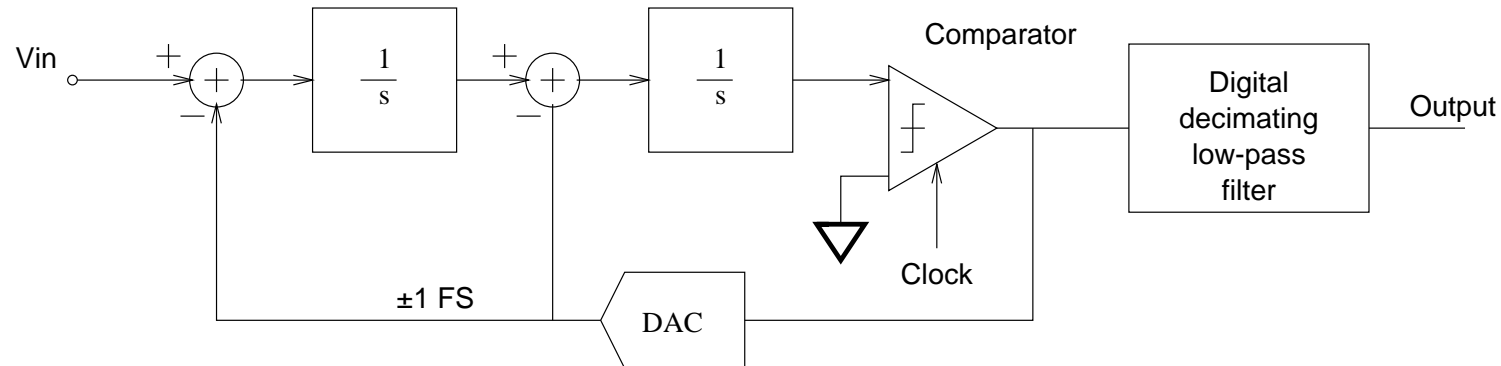 Vin
+
+
−
1
s
+
+
−
1
s
Comparator
Clock
Digital
decimating
low-pass
filter
Output
±1 FS
DAC